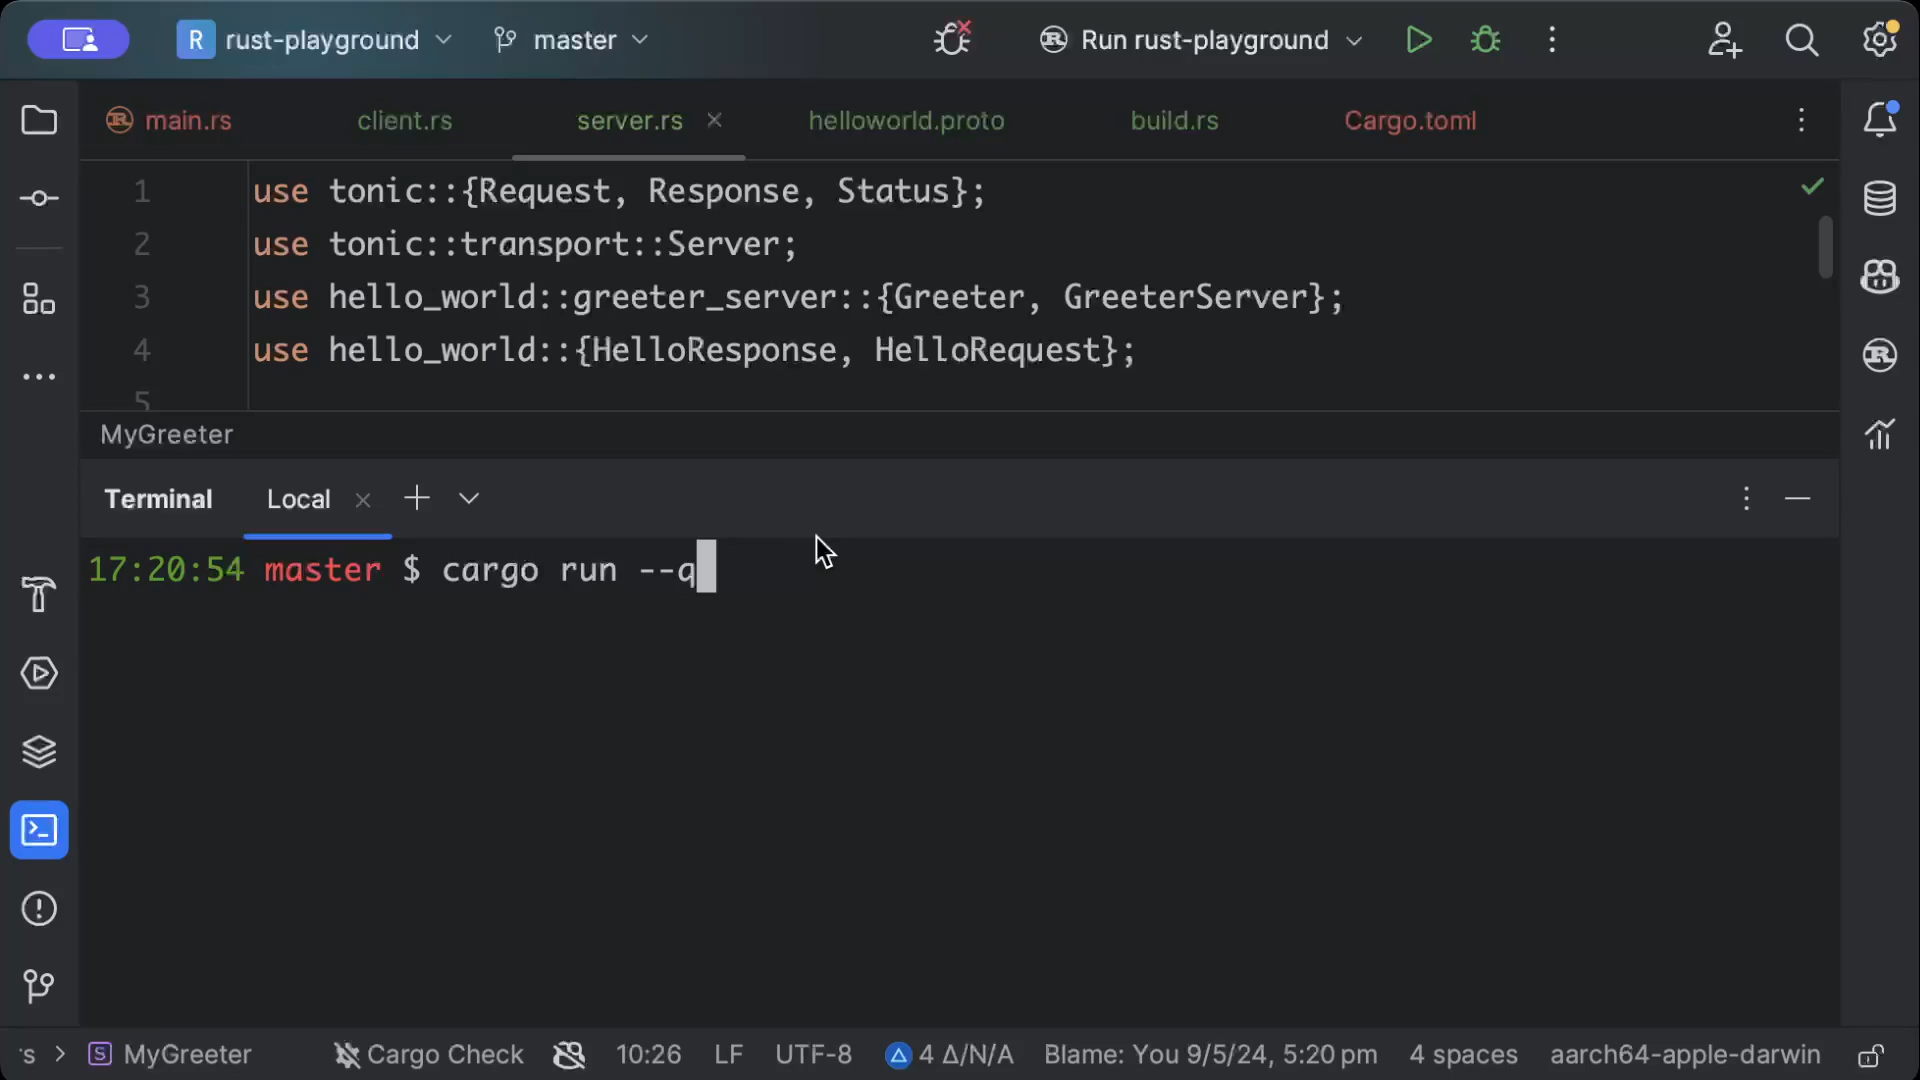 R rust-playground master Run rust-playground
main.rs client.rs server.rs helloworld.proto build.rs Cargo.toml
1 use tonic::{Request, Response, Status};
2 use tonic::transport::Server;
3 use hello_world::greeter_server::{Greeter, GreeterServer};
4 use hello_world::{HelloResponse, HelloRequest};
5
MyGreeter
Terminal Local
17:20:54 master $ cargo run --q
rs > S MyGreeter Cargo Check 10:26 LF UTF-8 4 Δ/N/A Blame: You 9/5/24, 5:20 pm 4 spaces aarch64-apple-darwin